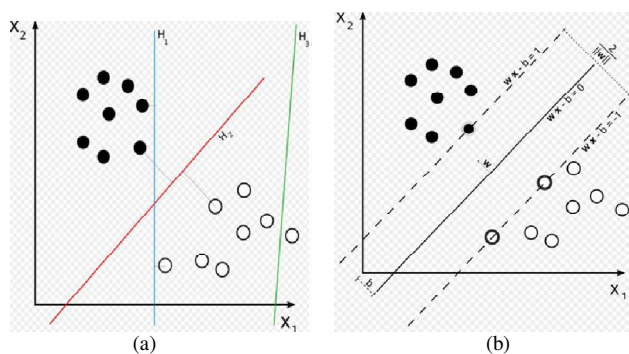 X₂
H₁
H₃
H₂
X₁
(a)
X₂
w x - b = 1
2
||w||
w x - b = 0
w x - b = -1
w
b
X₁
(b)